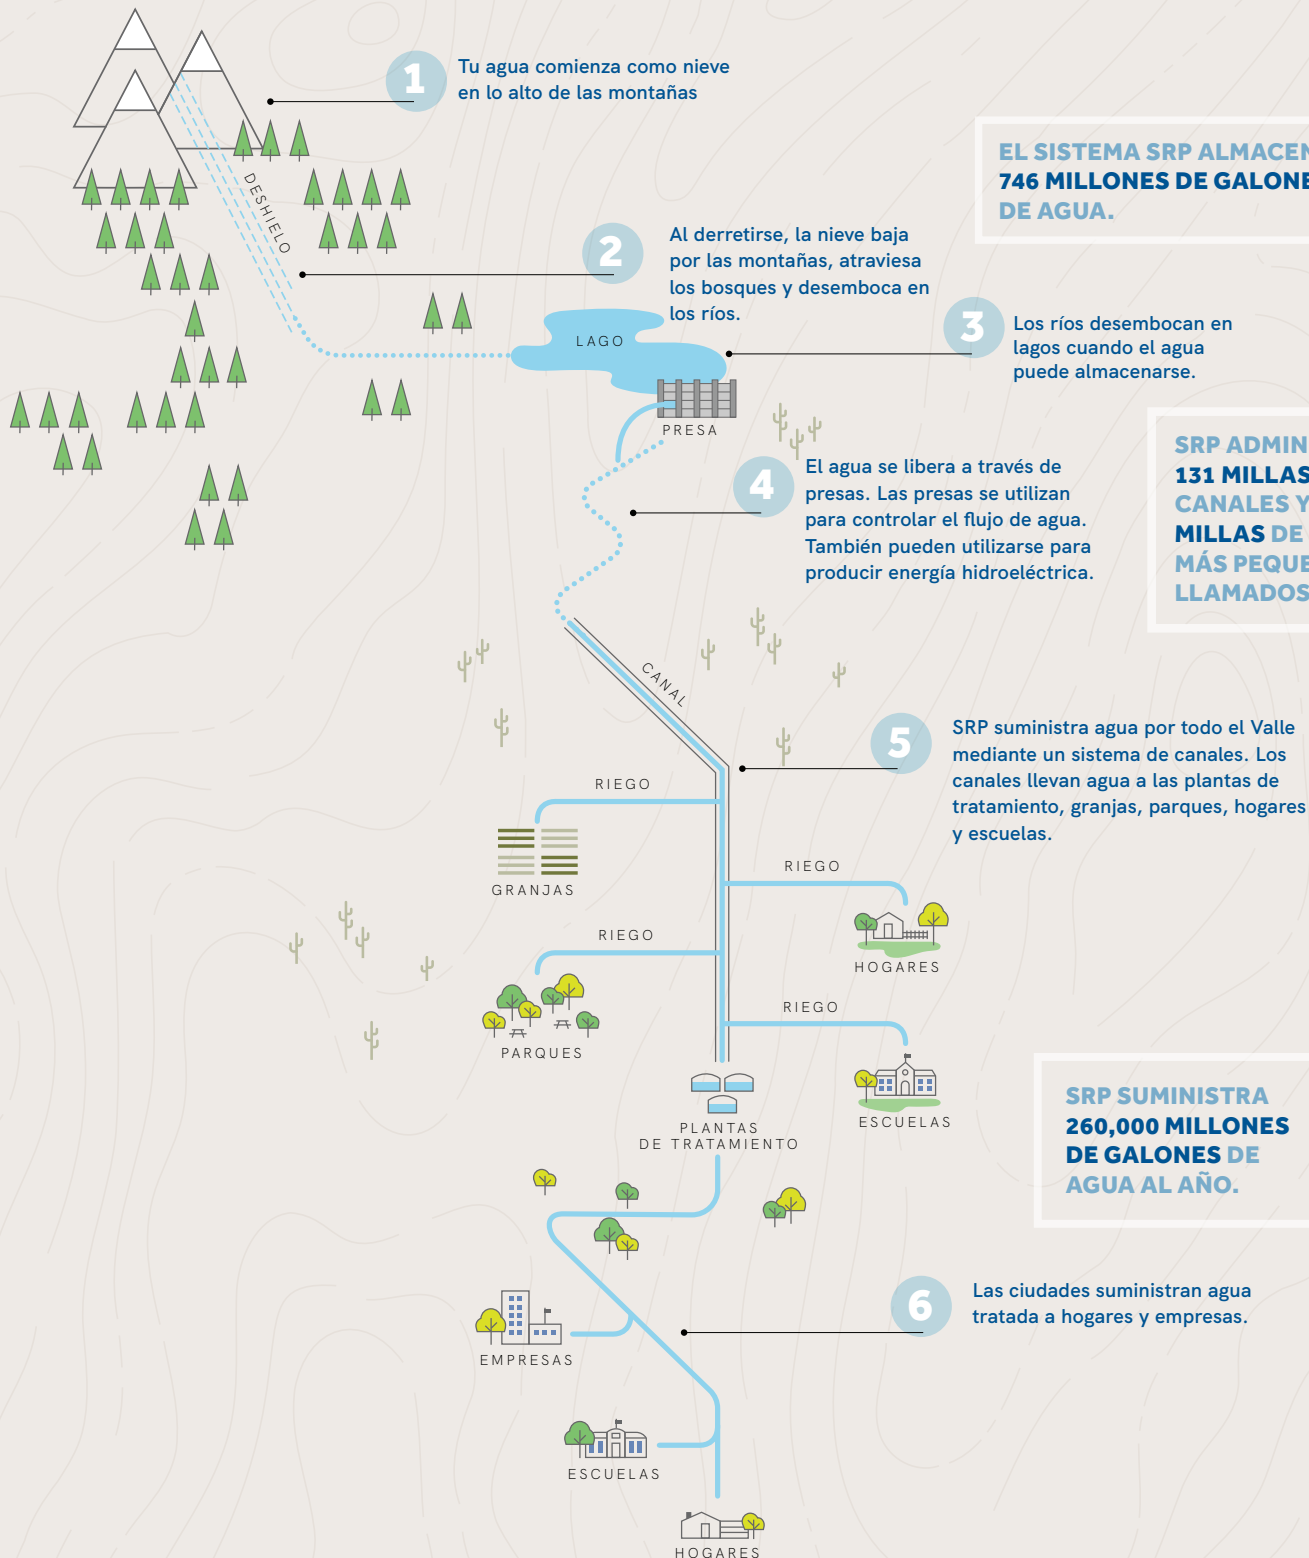 1
Tu agua comienza como nieve
en lo alto de las montañas
DESHIELO
EL SISTEMA SRP
746 MILLONES DE
DE AGUA.
2
Al derretirse, la nieve baja
por las montañas, atraviesa
los bosques y desemboca en
los ríos.
LAGO
3
Los ríos desembocan en
lagos cuando el agua
puede almacenarse.
PRESA
SRP
131 MILLAS
CANALES Y
MILLAS DE
MÁS
LLAMADOS
4
El agua se libera a través de
presas. Las presas se utilizan
para controlar el flujo de agua.
También pueden utilizarse para
producir energía hidroeléctrica.
CANAL
5
SRP suministra agua por todo el Valle
mediante un sistema de canales. Los
canales llevan agua a las plantas de
tratamiento, granjas, parques, hogares
y escuelas.
RIEGO
GRANJAS
RIEGO
HOGARES
RIEGO
PARQUES
RIEGO
ESCUELAS
PLANTAS
DE TRATAMIENTO
SRP SUMINISTRA
260,000 MILLONES
DE GALONES DE
AGUA AL AÑO.
6
Las ciudades suministran agua
tratada a hogares y empresas.
EMPRESAS
ESCUELAS
HOGARES